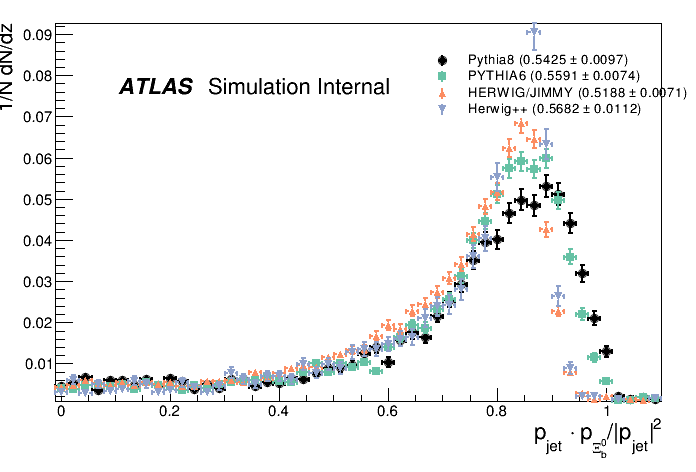 0.09
0.08
0.07
0.06
0.05
0.04
0.03
0.02
0.01
1/N dN/dz
ATLAS Simulation Internal
Pythia8 (0.5425 ± 0.0097)
PYTHIA6 (0.5591 ± 0.0074)
HERWIG/JIMMY (0.5188 ± 0.0071)
Herwig++ (0.5682 ± 0.0112)
0 0.2 0.4 0.6 0.8 1
p_jet · p_Ξ_b^0/|p_jet|^2